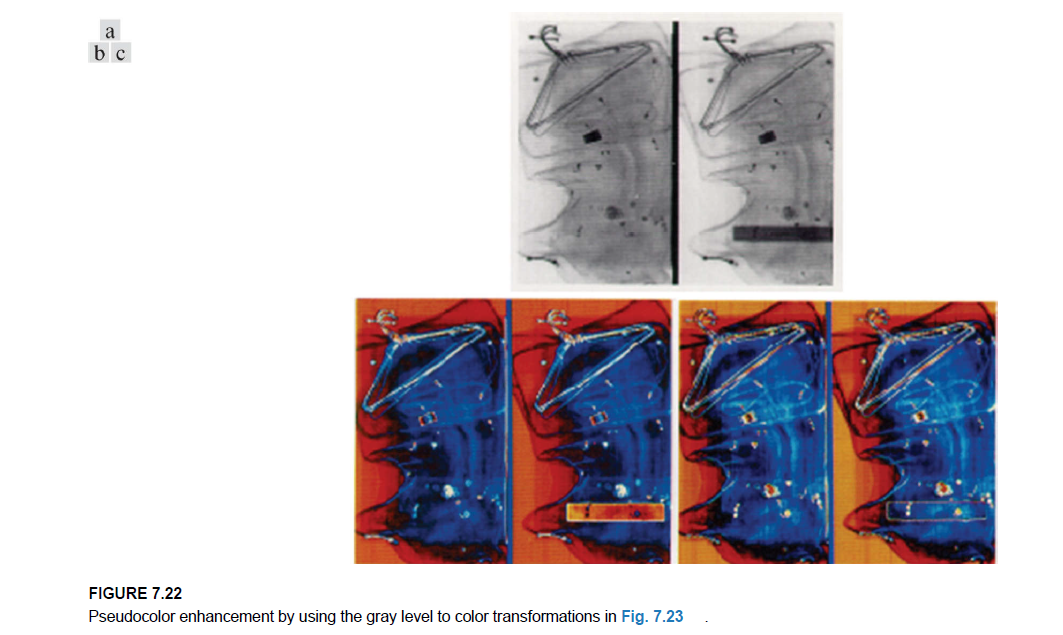 a
b c
FIGURE 7.22
Pseudocolor enhancement by using the gray level to color transformations in Fig. 7.23 .